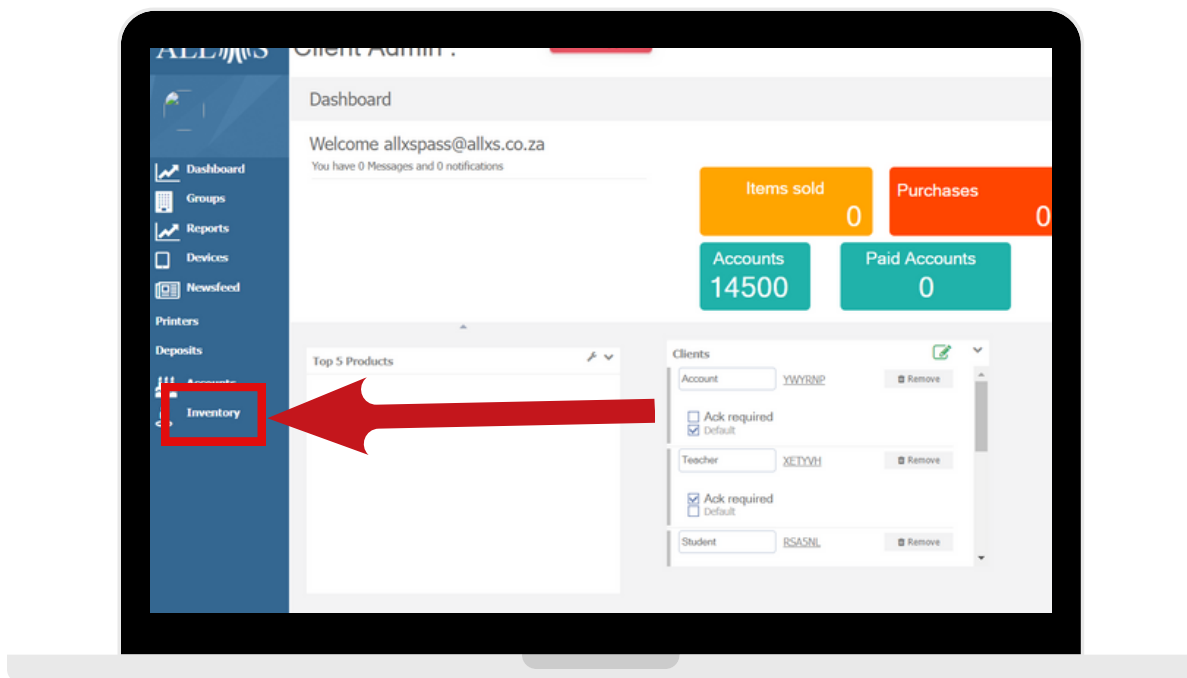 ALLXS
Client Admin :
Dashboard
Welcome allxspass@allxs.co.za
You have 0 Messages and 0 notifications
Items sold
0
Purchases
0
Accounts
14500
Paid Accounts
0
Dashboard
Groups
Reports
Devices
Newsfeed
Printers
Deposits
Accounts
Inventory
Top 5 Products
Clients
Account YWYRNP Remove
Ack required
Default
Teacher XETYVH Remove
Ack required
Default
Student RSA5NL Remove